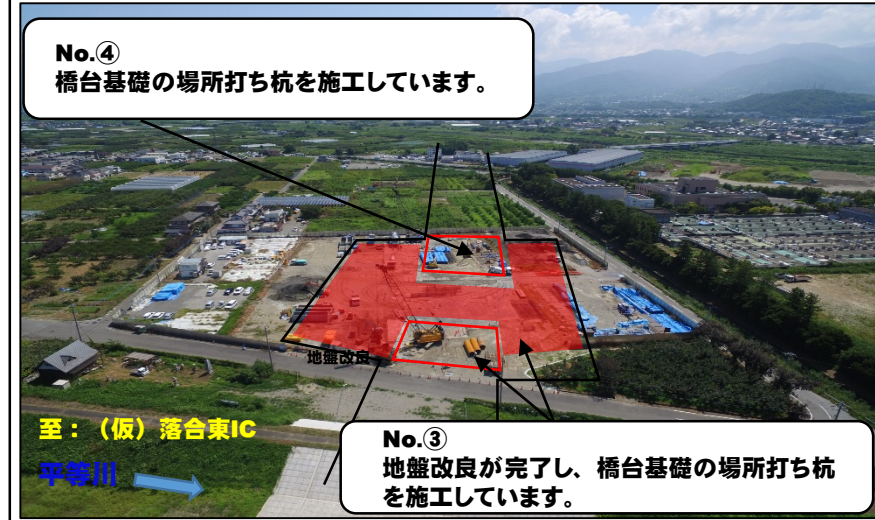 No.④
橋台基礎の場所打ち杭を施工しています。
地盤改良
至：（仮）落合東IC
平等川
No.③
地盤改良が完了し、橋台基礎の場所打ち杭
を施工しています。